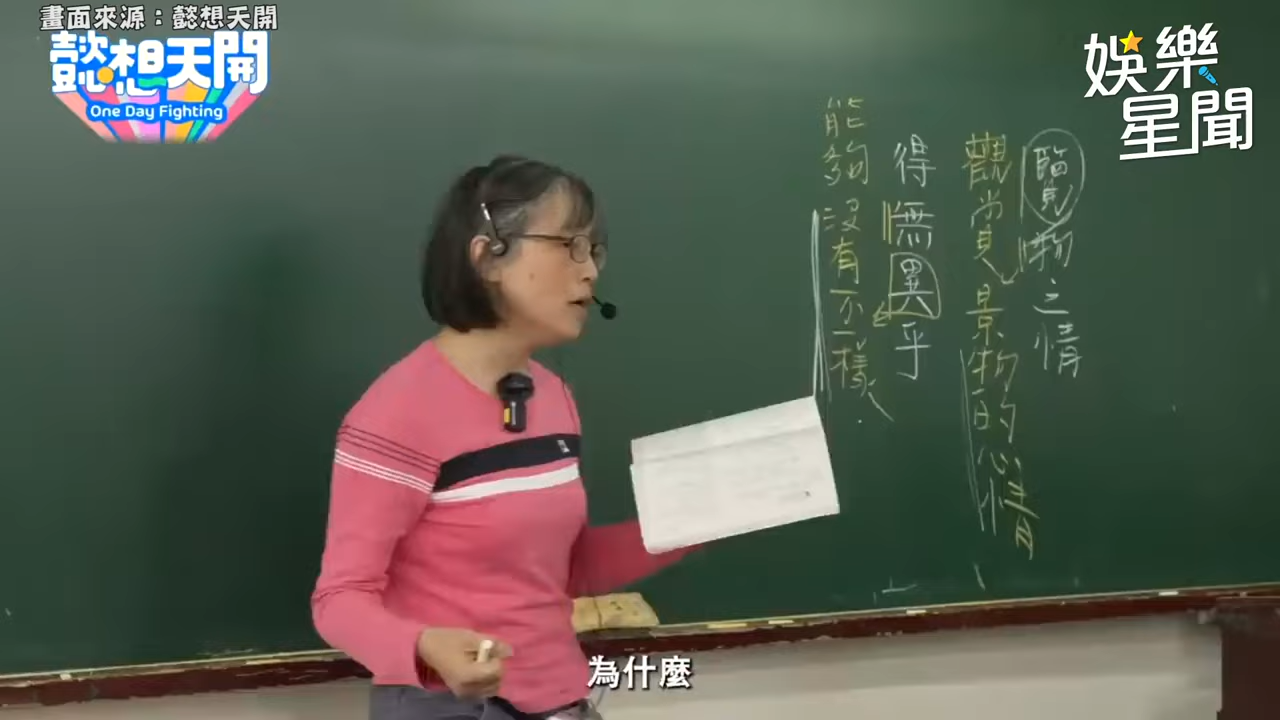 畫面來源：懿想天開
懿想天開
One Day Fighting
娛樂
星聞
覽物之情
觀賞景物的心情
得無異乎
能夠沒有不一樣
為什麼